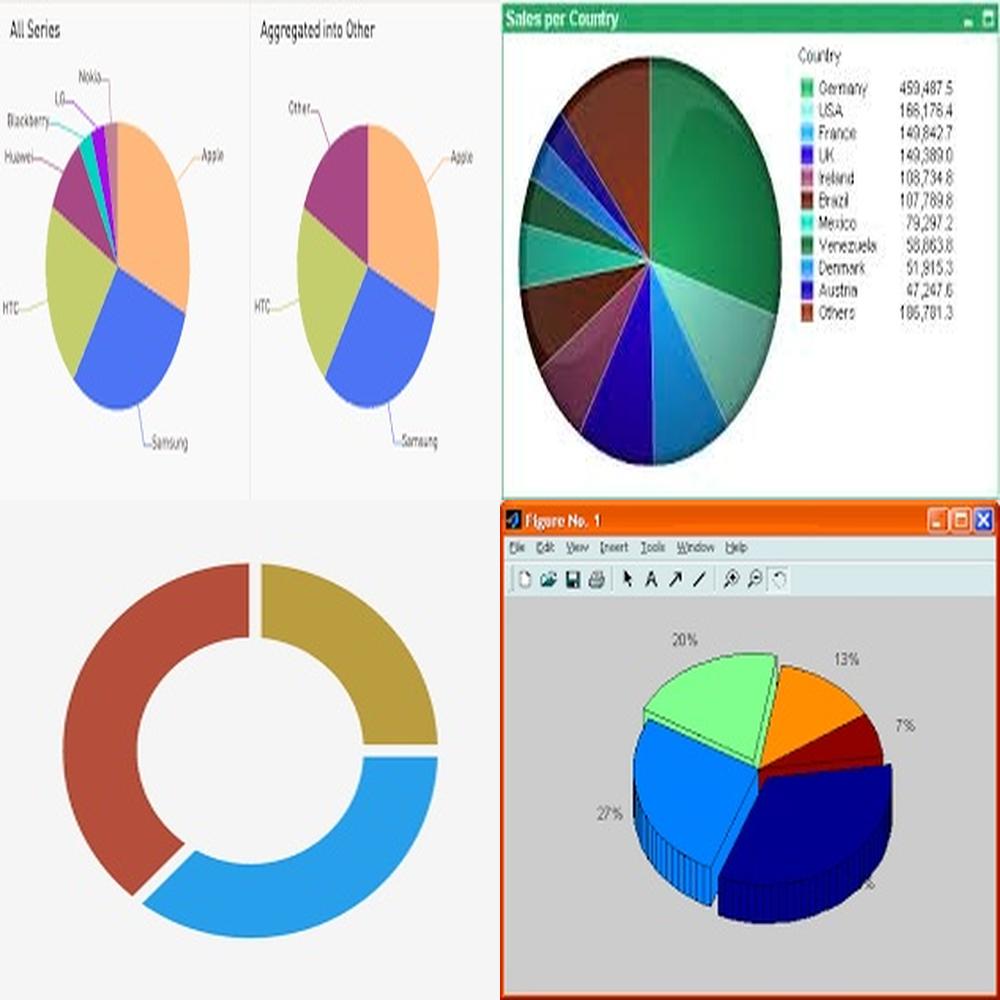 All Series
Aggregated into Other
Nokia
LG
Blackberry
Huawei
Apple
HTC
Samsung
Other
Apple
HTC
Samsung
Sales per Country
Country
Germany 459,487.5
USA 166,176.4
France 149,842.7
UK 149,389.0
Ireland 108,734.8
Brazil 107,789.8
Mexico 79,297.2
Venezuela 58,863.8
Denmark 51,915.3
Austria 47,247.6
Others 186,781.3
Figure No. 1
File Edit View Insert Tools Window Help
A
20%
13%
7%
27%
%